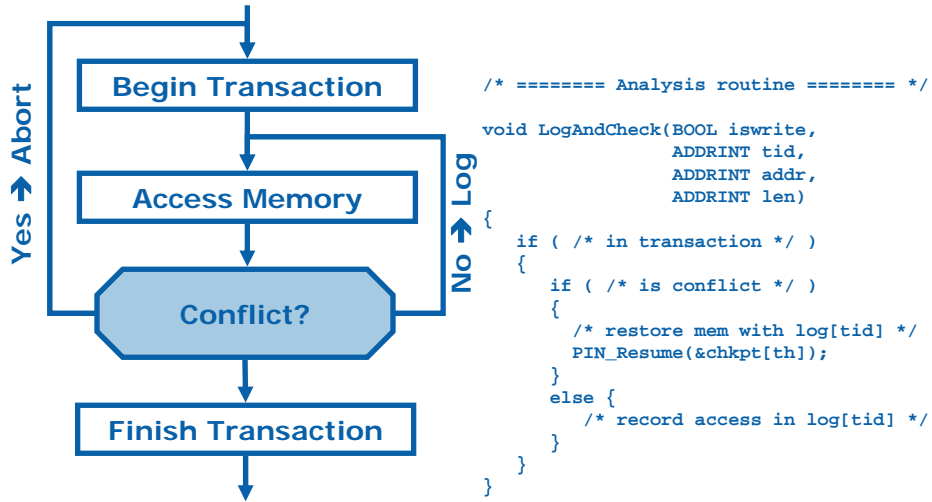 Begin Transaction
Access Memory
Conflict?
Finish Transaction
Yes ➔ Abort
No ➔ Log
/* ======== Analysis routine ======== */
void LogAndCheck(BOOL iswrite,
ADDRINT tid,
ADDRINT addr,
ADDRINT len)
{
if ( /* in transaction */ )
{
if ( /* is conflict */ )
{
/* restore mem with log[tid] */
PIN_Resume(&chkpt[th]);
}
else {
/* record access in log[tid] */
}
}
}